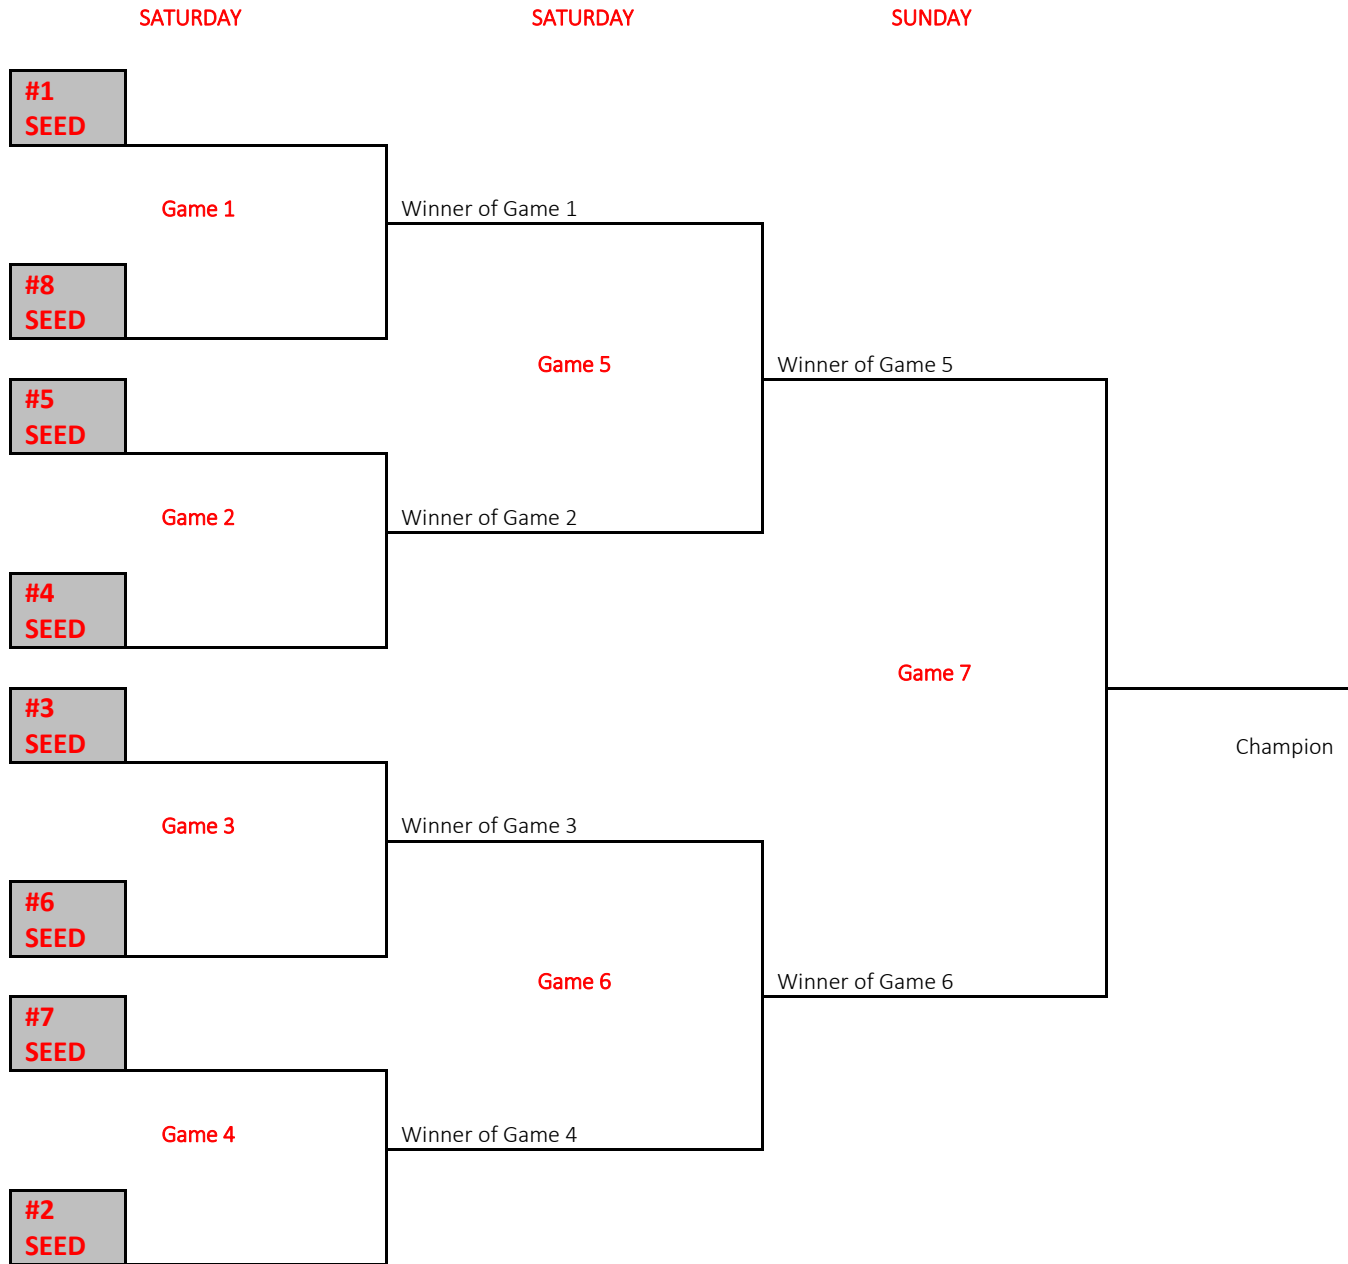 SATURDAY
SATURDAY
SUNDAY
#1
SEED
Game 1
Winner of Game 1
#8
SEED
Game 5
Winner of Game 5
#5
SEED
Game 2
Winner of Game 2
#4
SEED
Game 7
#3
SEED
Champion
Game 3
Winner of Game 3
#6
SEED
Game 6
Winner of Game 6
#7
SEED
Game 4
Winner of Game 4
#2
SEED